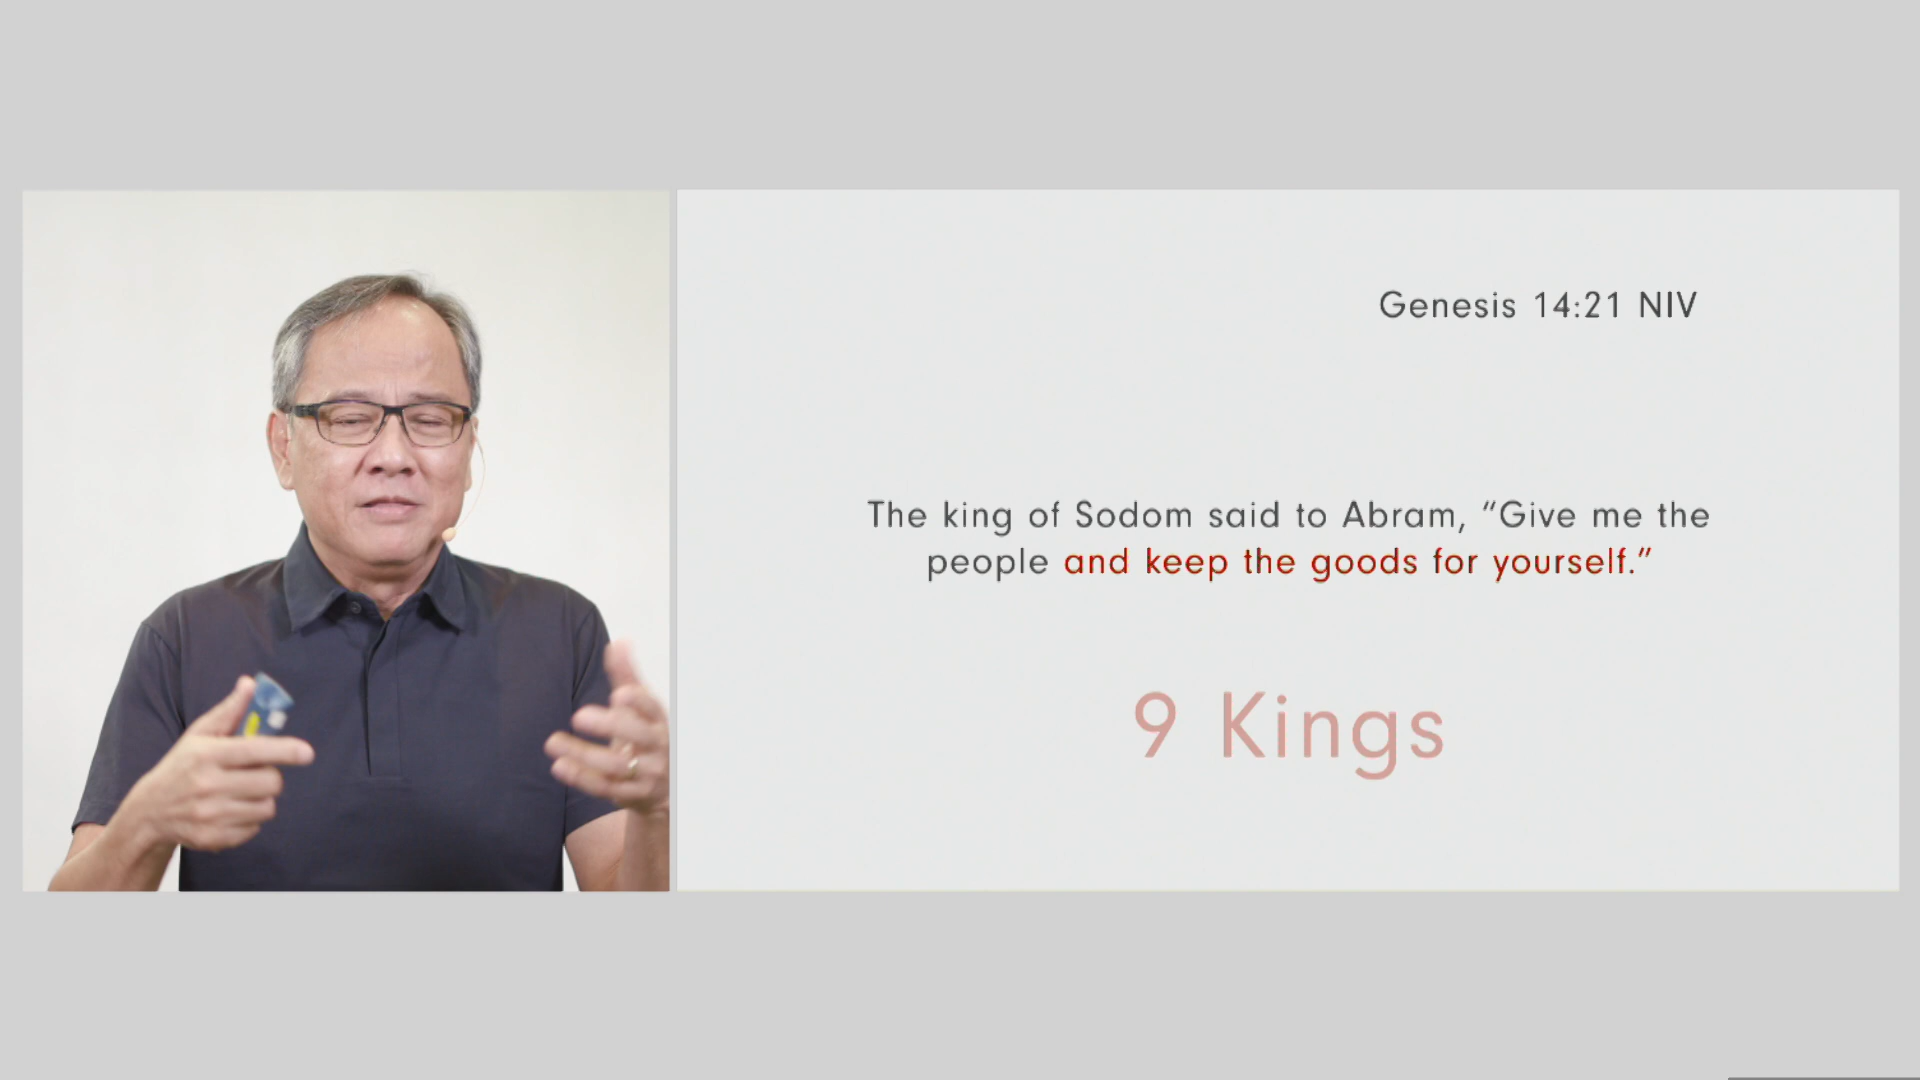 Genesis 14:21 NIV
The king of Sodom said to Abram, “Give me the
people and keep the goods for yourself.”
9 Kings